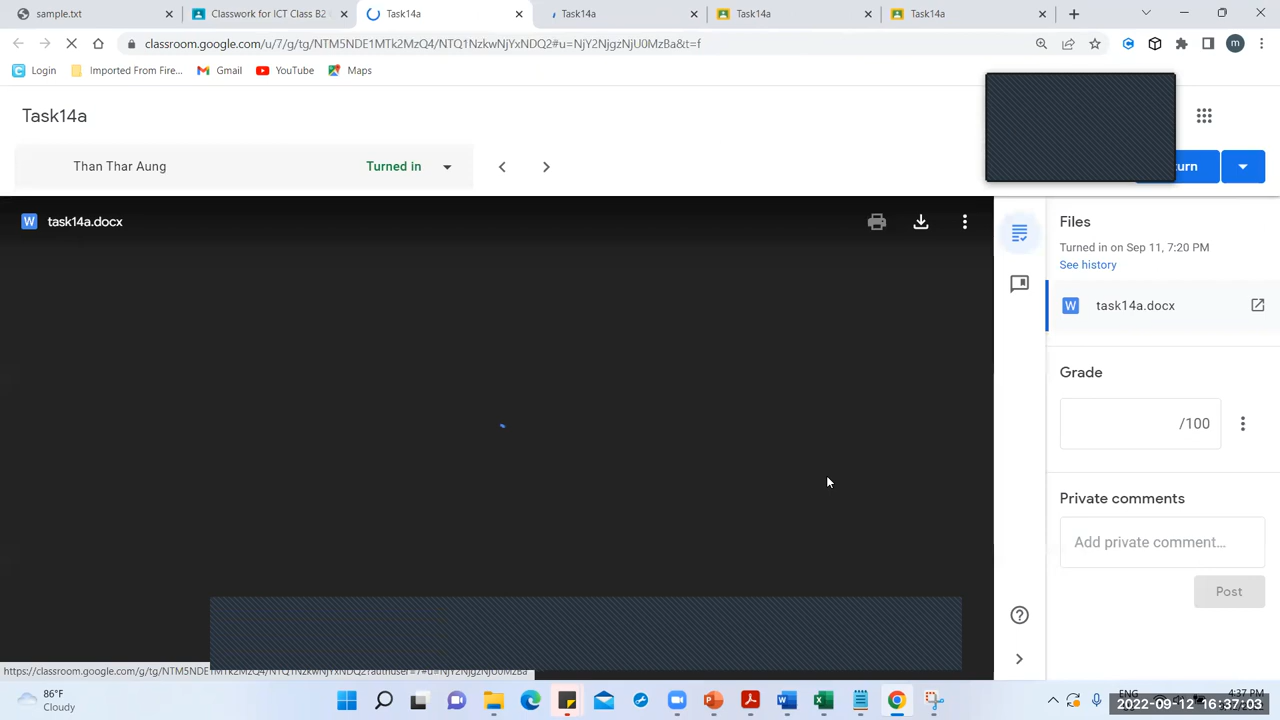 sample.txt
Classwork for ICT Class B2
Task14a
Task14a
Task14a
Task14a
classroom.google.com/u/7/g/tg/NTM5NDE1MTk2MzQ4/NTQ1NzkwNjYxNDQ2#u=NjY2NjgzNjU0MzBa&t=f
Login
Imported From Fire...
Gmail
YouTube
Maps
m
Task14a
Than Thar Aung
Turned in
W
task14a.docx
Files
Turned in on Sep 11, 7:20 PM
See history
W
task14a.docx
Grade
/100
Private comments
Add private comment...
Post
86°F
Cloudy
ENG
4:37 PM
2022-09-12 16:37:03